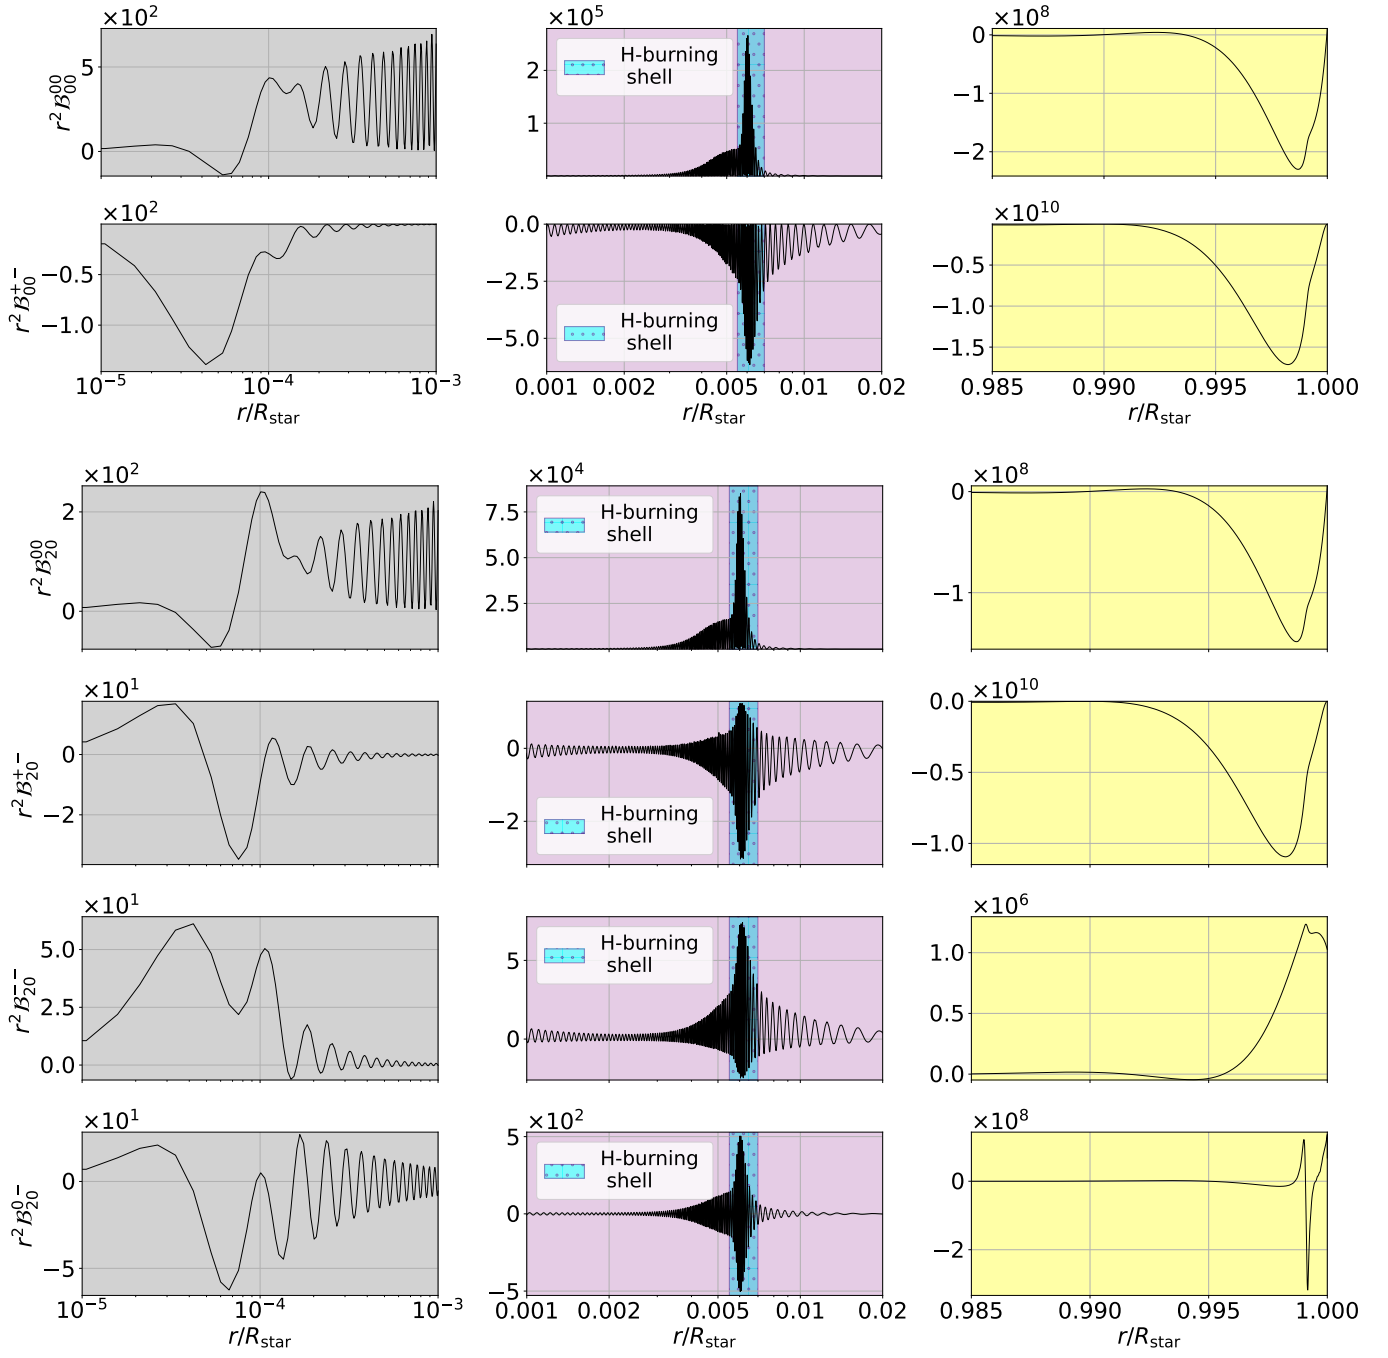 ×10² ×10⁵ ×10⁸
r²𝓑₀₀⁰⁰ 5 0
H-burning shell
2 1
0 −1 −2
×10² ×10¹⁰
r²𝓑₀₀⁺⁻ −0.5 −1.0
0.0 −2.5 −5.0
H-burning shell
0.0 −0.5 −1.0 −1.5
10⁻⁵ 10⁻⁴ 10⁻³ 0.001 0.002 0.005 0.01 0.02 0.985 0.990 0.995 1.000
r/R_star r/R_star r/R_star
×10² ×10⁴ ×10⁸
r²𝓑₂₀⁰⁰ 2 0
7.5 5.0 2.5
H-burning shell
0 −1
×10¹ ×10¹⁰
r²𝓑₂₀⁺⁻ 0 −2
0 −2
H-burning shell
0.0 −0.5 −1.0
×10¹ ×10⁶
r²𝓑₂₀⁻⁻ 5.0 2.5 0.0
5 0
H-burning shell
1.0 0.5 0.0
×10¹ ×10² ×10⁸
r²𝓑₂₀⁰⁻ 0 −5
5 0 −5
H-burning shell
0 −2
10⁻⁵ 10⁻⁴ 10⁻³ 0.001 0.002 0.005 0.01 0.02 0.985 0.990 0.995 1.000
r/R_star r/R_star r/R_star